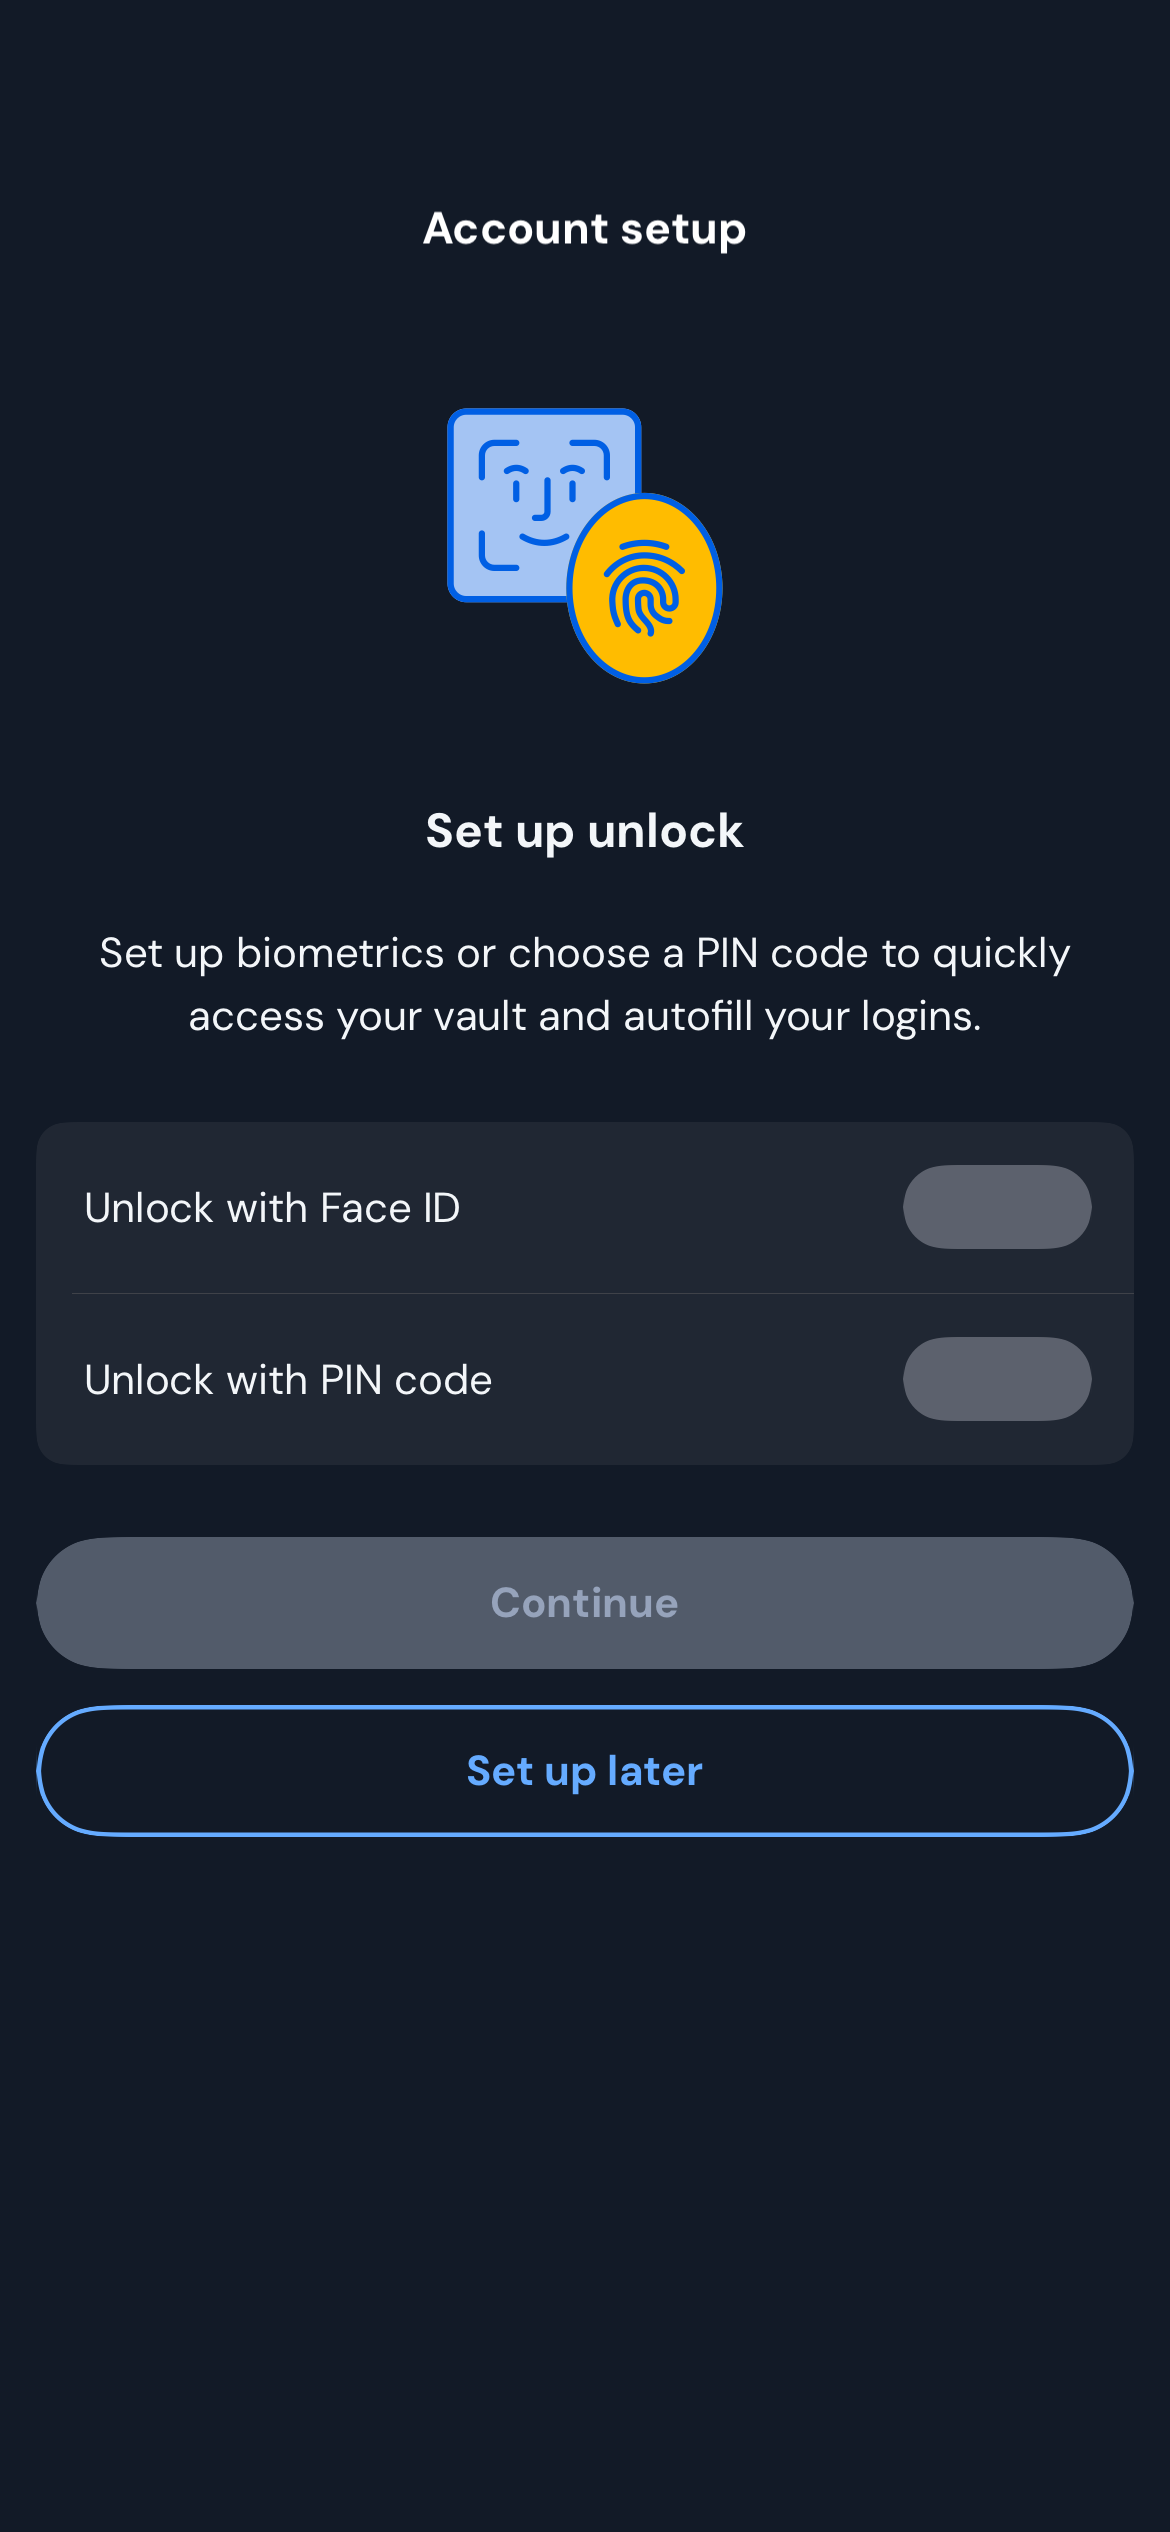 Account setup
Set up unlock
Set up biometrics or choose a PIN code to quickly
access your vault and autofill your logins.
Unlock with Face ID
Unlock with PIN code
Continue
Set up later